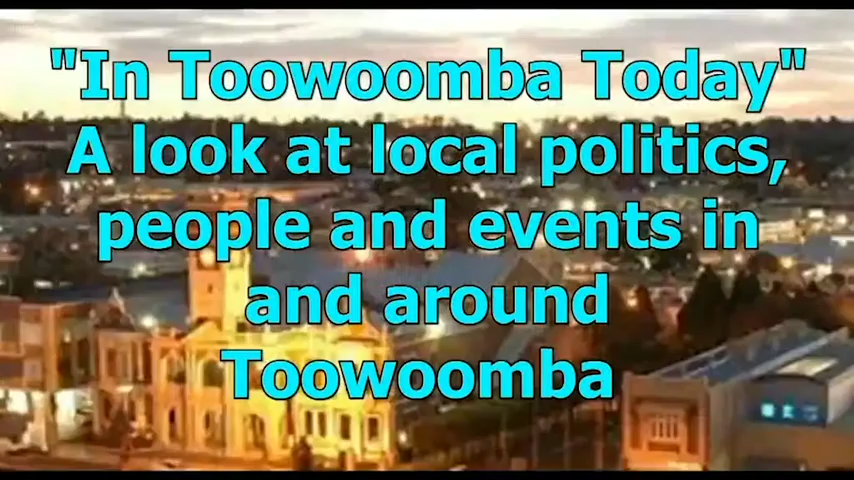 "In Toowoomba Today"
A look at local politics,
people and events in
and around
Toowoomba